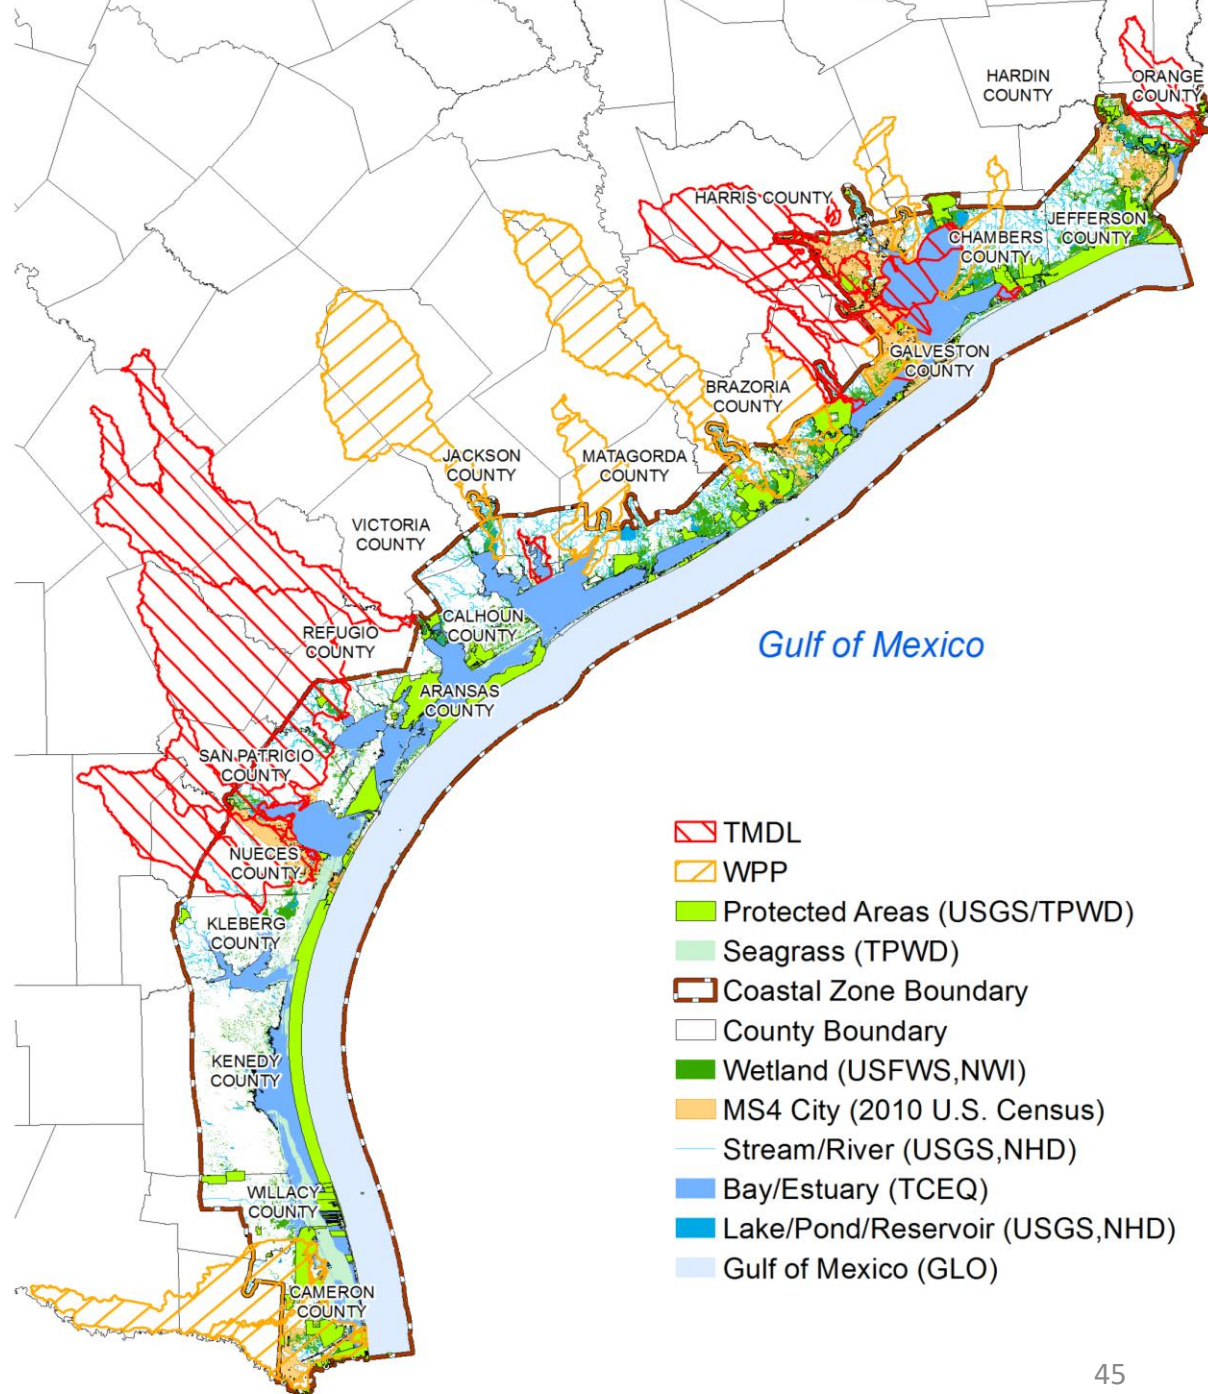 HARDIN
COUNTY
ORANGE
COUNTY
HARRIS COUNTY
JEFFERSON
COUNTY
CHAMBERS
COUNTY
GALVESTON
COUNTY
BRAZORIA
COUNTY
JACKSON
COUNTY
MATAGORDA
COUNTY
VICTORIA
COUNTY
CALHOUN
COUNTY
REFUGIO
COUNTY
Gulf of Mexico
ARANSAS
COUNTY
SAN PATRICIO
COUNTY
NUECES
COUNTY
KLEBERG
COUNTY
KENEDY
COUNTY
WILLACY
COUNTY
CAMERON
COUNTY
TMDL
WPP
Protected Areas (USGS/TPWD)
Seagrass (TPWD)
Coastal Zone Boundary
County Boundary
Wetland (USFWS,NWI)
MS4 City (2010 U.S. Census)
Stream/River (USGS,NHD)
Bay/Estuary (TCEQ)
Lake/Pond/Reservoir (USGS,NHD)
Gulf of Mexico (GLO)
45